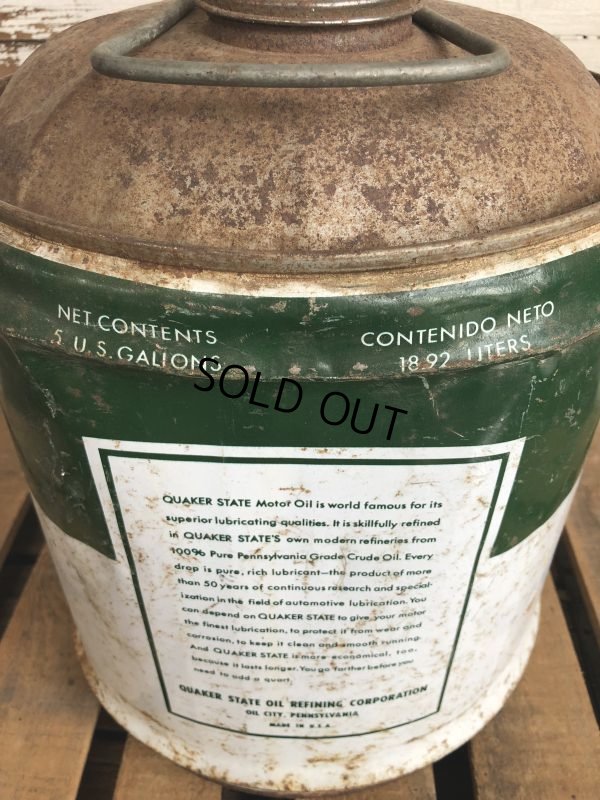 NET CONTENTS
5 U.S. GALLONS
CONTENIDO NETO
18.92 LITERS
SOLD OUT
QUAKER STATE Motor Oil is world famous for its
superior lubricating qualities. It is skillfully refined
in QUAKER STATE'S own modern refineries from
100% Pure Pennsylvania Grade Crude Oil. Every
drop is pure, rich lubricant—the product of more
than 50 years of continuous research and special-
ization in the field of automotive lubrication. You
can depend on QUAKER STATE to give your motor
the finest lubrication, to protect it from wear and
corrosion, to keep it clean and smooth running.
And QUAKER STATE is more economical, too,
because it lasts longer. You go farther before you
need to add a quart.
QUAKER STATE OIL REFINING CORPORATION
OIL CITY, PENNSYLVANIA
MADE IN U.S.A.